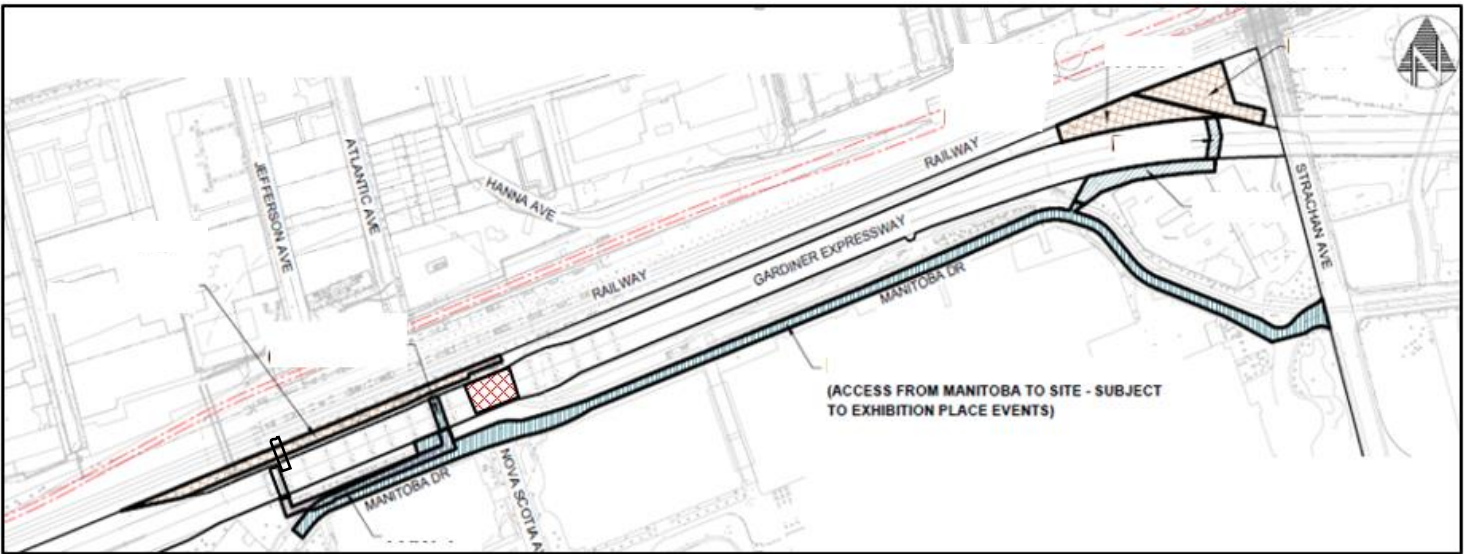 N
JEFFERSON AVE
ATLANTIC AVE
HANNA AVE
RAILWAY
STRACHAN AVE
GARDINER EXPRESSWAY
RAILWAY
MANITOBA DR
(ACCESS FROM MANITOBA TO SITE - SUBJECT
TO EXHIBITION PLACE EVENTS)
MANITOBA DR
NOVA SCOTIA A